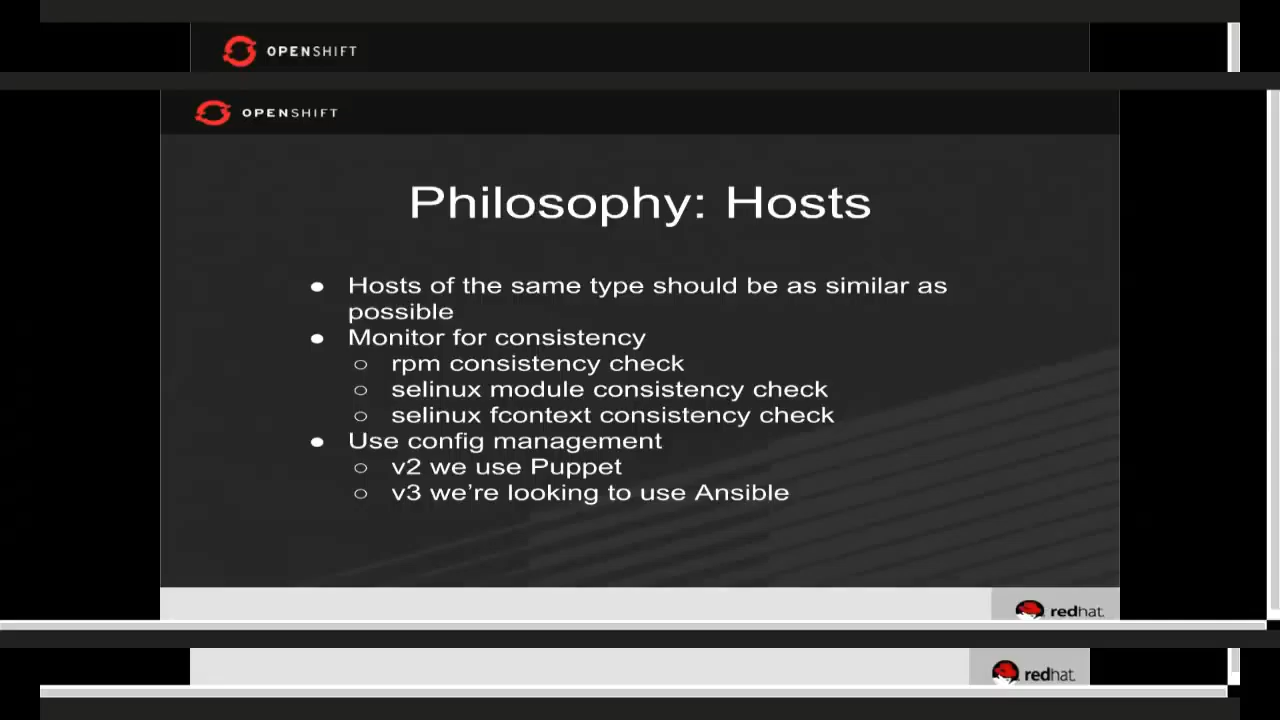 OPENSHIFT
OPENSHIFT
Philosophy: Hosts
● Hosts of the same type should be as similar as
possible
● Monitor for consistency
○ rpm consistency check
○ selinux module consistency check
○ selinux fcontext consistency check
● Use config management
○ v2 we use Puppet
○ v3 we’re looking to use Ansible
redhat.
redhat.